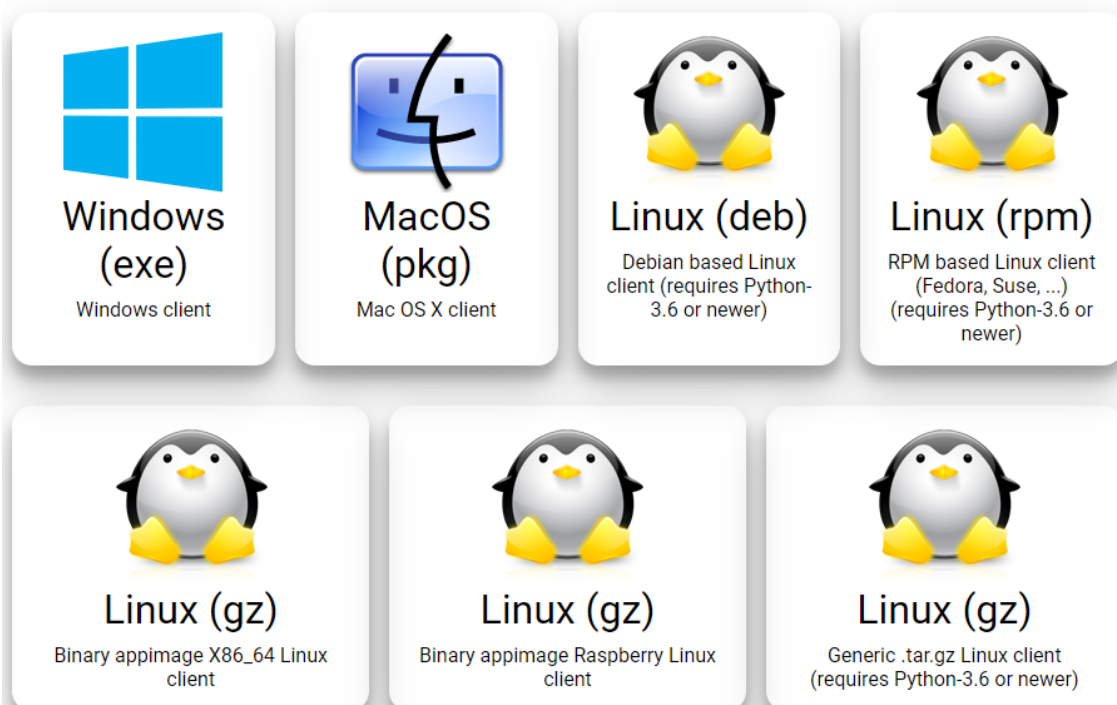 Windows
(exe)
Windows client
MacOS
(pkg)
Mac OS X client
Linux (deb)
Debian based Linux
client (requires Python-
3.6 or newer)
Linux (rpm)
RPM based Linux client
(Fedora, Suse, ...)
(requires Python-3.6 or
newer)
Linux (gz)
Binary appimage X86_64 Linux
client
Linux (gz)
Binary appimage Raspberry Linux
client
Linux (gz)
Generic .tar.gz Linux client
(requires Python-3.6 or newer)